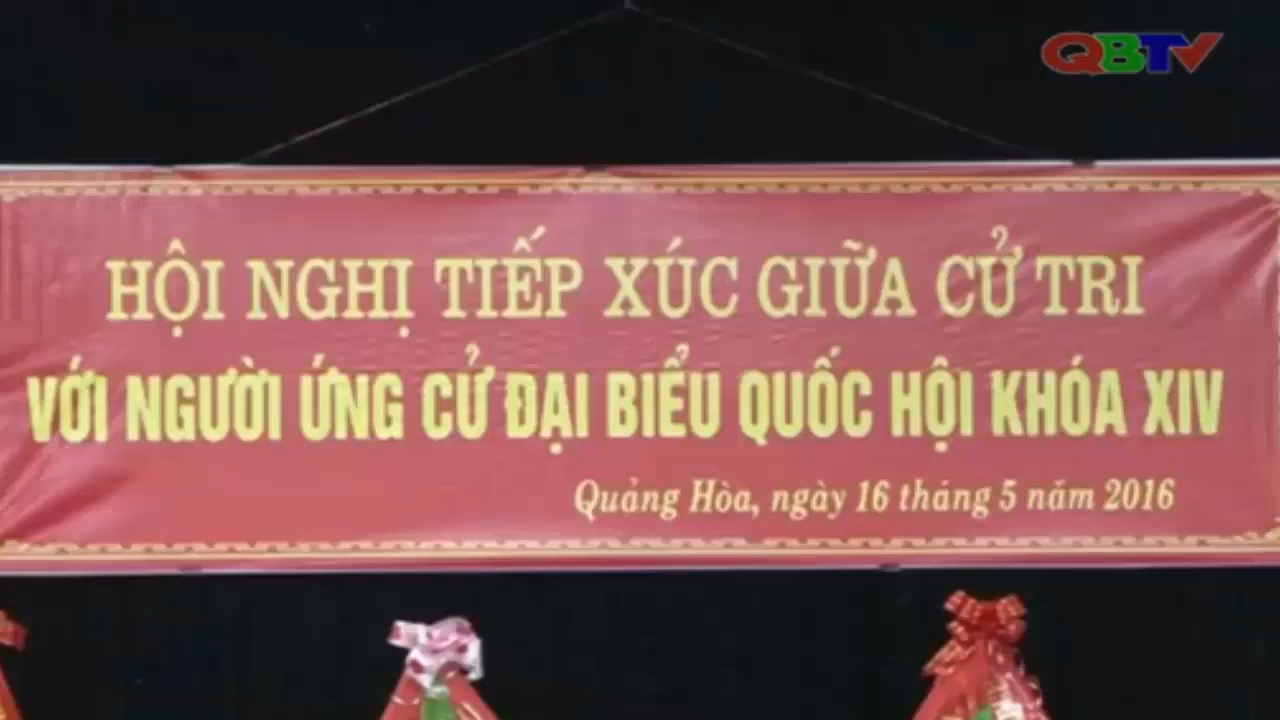 QBTV
HỘI NGHỊ TIẾP XÚC GIỮA CỬ TRI
VỚI NGƯỜI ỨNG CỬ ĐẠI BIỂU QUỐC HỘI KHÓA XIV
Quảng Hòa, ngày 16 tháng 5 năm 2016